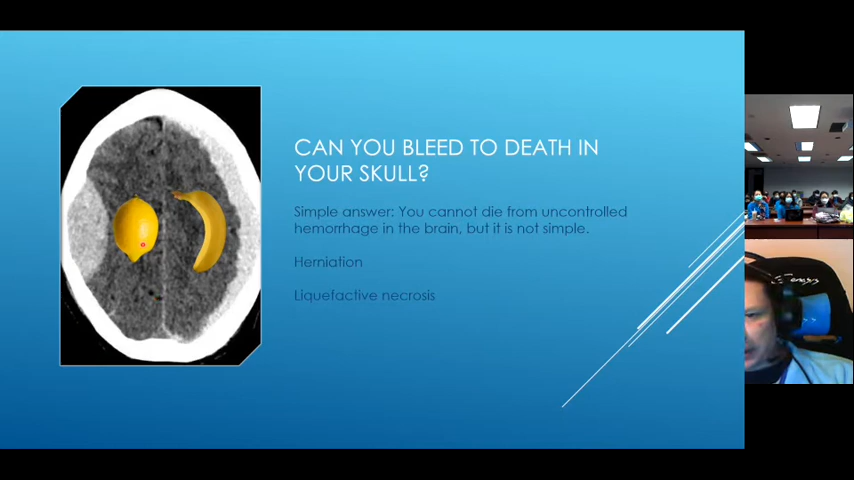 CAN YOU BLEED TO DEATH IN
YOUR SKULL?
Simple answer: You cannot die from uncontrolled
hemorrhage in the brain, but it is not simple.
Herniation
Liquefactive necrosis